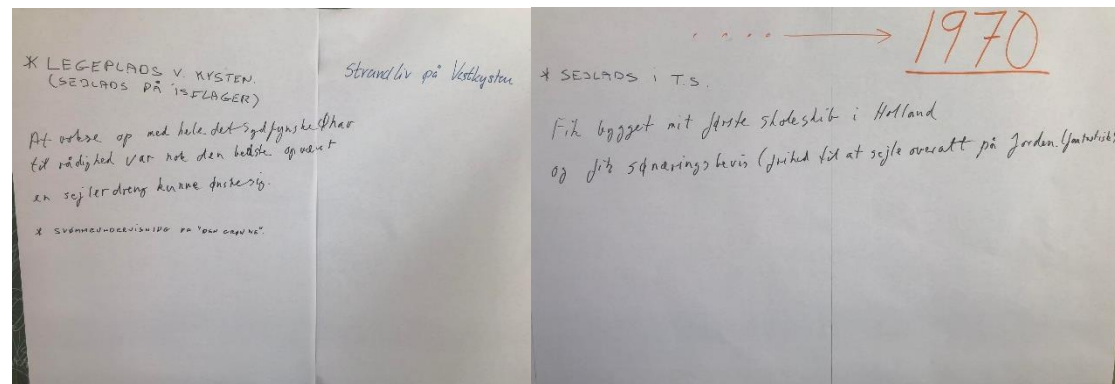 * LEGEPLADS V. KYSTEN.
(SEJLADS PÅ ISFLAGER)
At vokse op med hele det sydfynske Øhav
til rådighed var nok den bedste opvækst
en sejlerdreng kunne ønske sig.
* SVØMMEUNDERVISNING PÅ "DEN GRØNNE".
Strandliv på Vestkysten
1970
* SEJLADS i T.S.
Fik bygget mit første skoleskib i Holland
og fik sønæringsbevis (frihed til at sejle overalt på Jorden. (fantastisk)